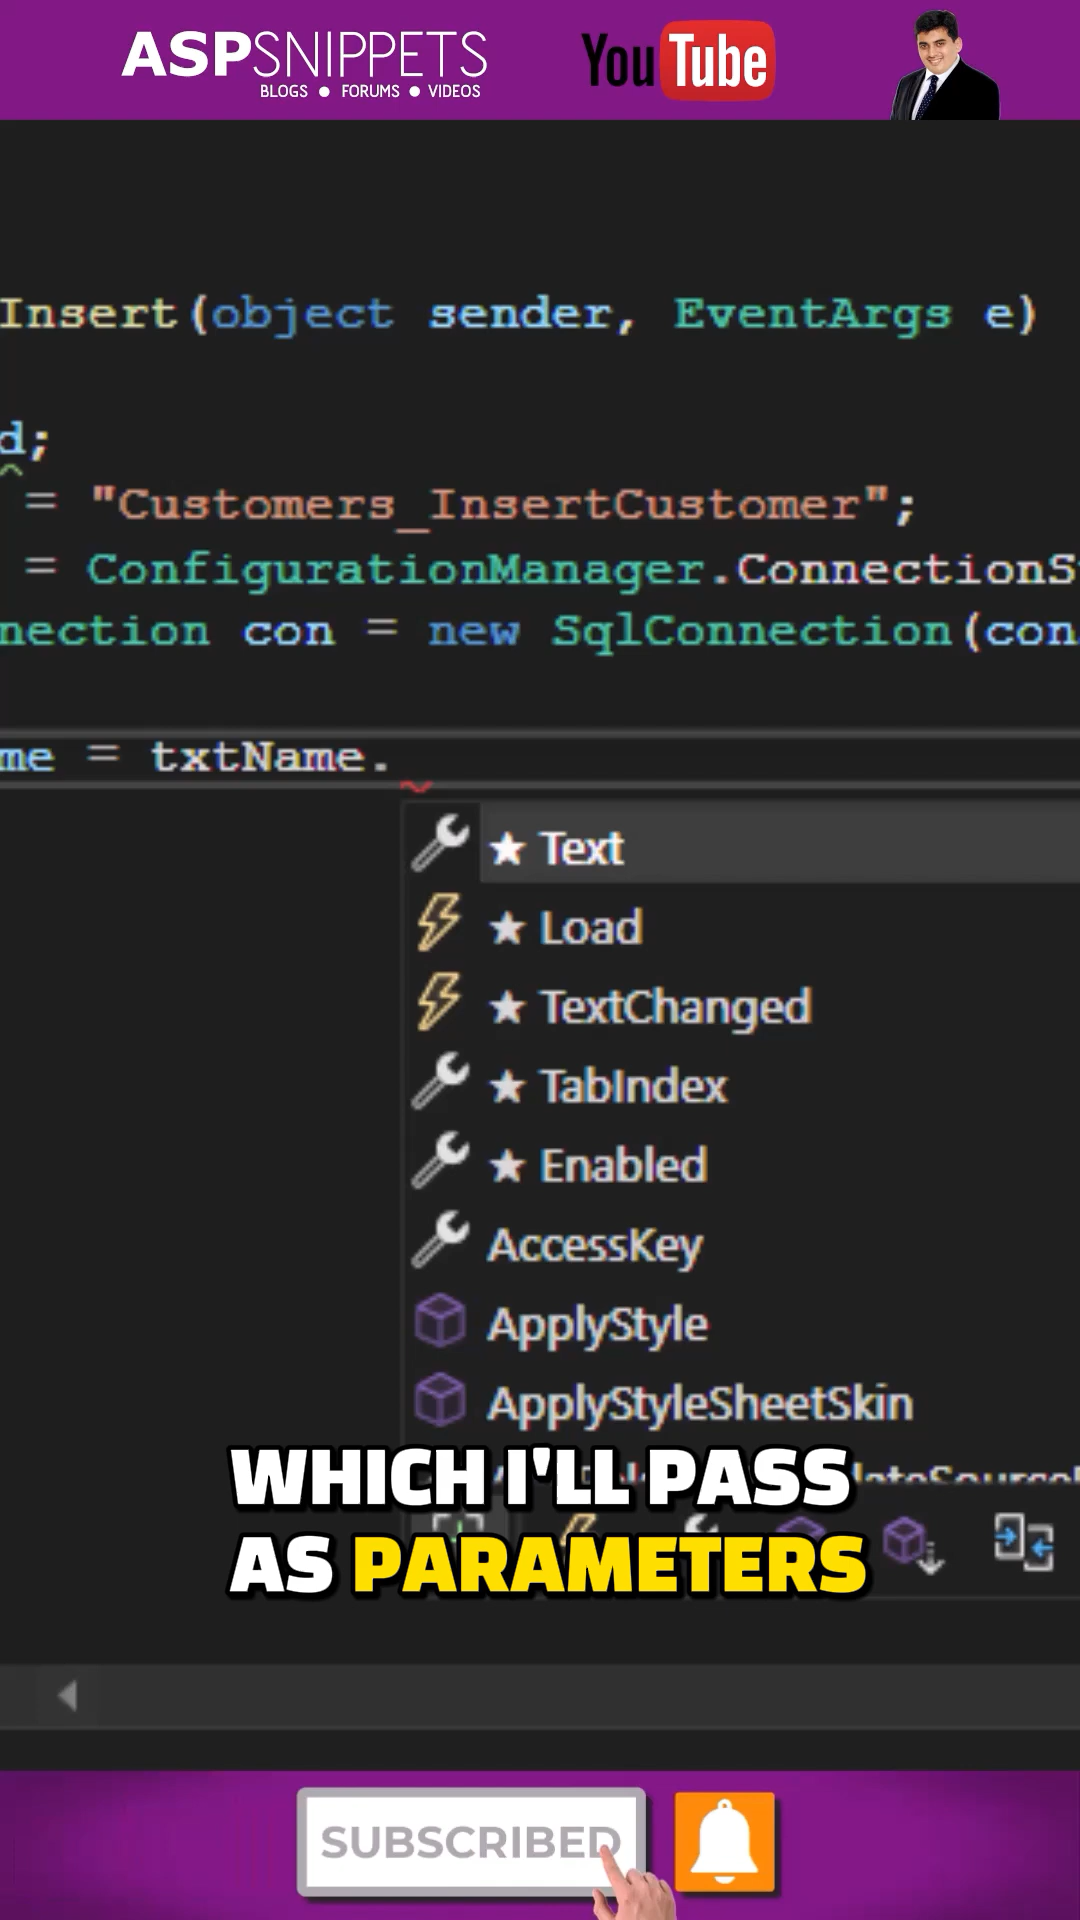 ASPSNIPPETS
BLOGS ● FORUMS ● VIDEOS
YouTube
Insert(object sender, EventArgs e)
d;
= "Customers_InsertCustomer";
= ConfigurationManager.ConnectionS
nection con = new SqlConnection(con
me = txtName.
★ Text
★ Load
★ TextChanged
★ TabIndex
★ Enabled
AccessKey
ApplyStyle
ApplyStyleSheetSkin
WHICH I'LL PASS
AS PARAMETERS
SUBSCRIBED